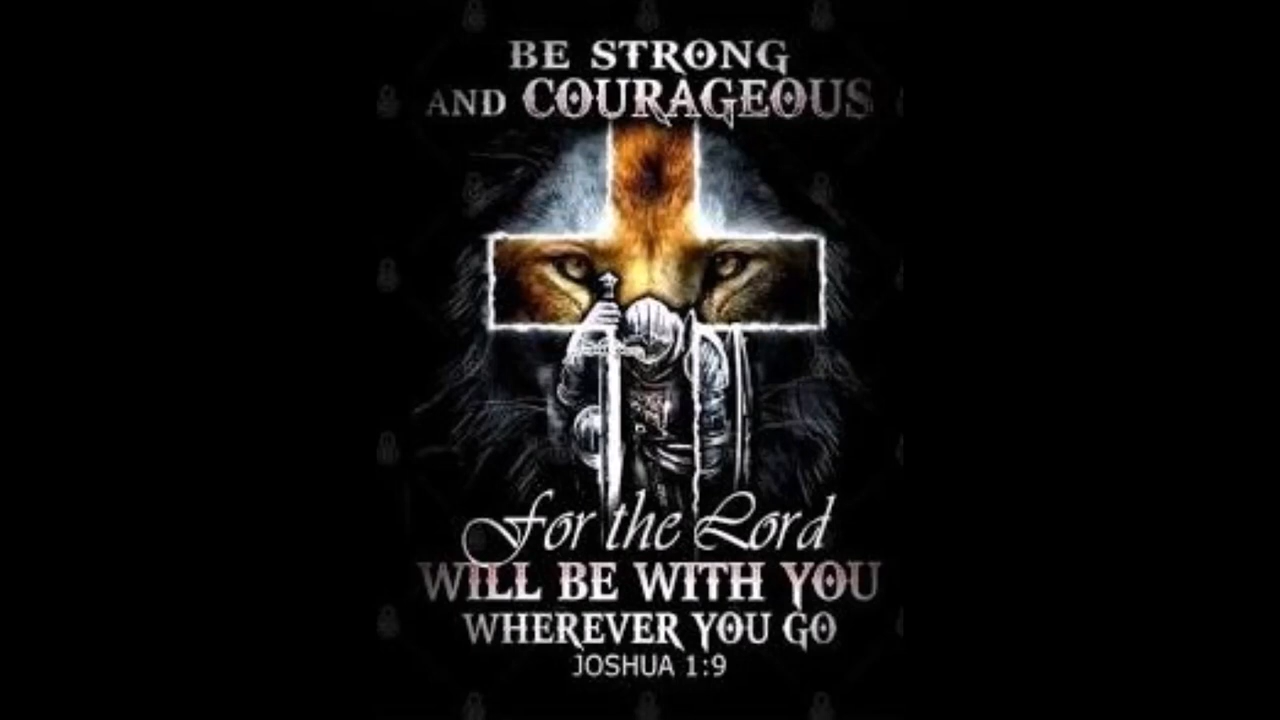 BE STRONG
AND COURAGEOUS
For the Lord
WILL BE WITH YOU
WHEREVER YOU GO
JOSHUA 1:9